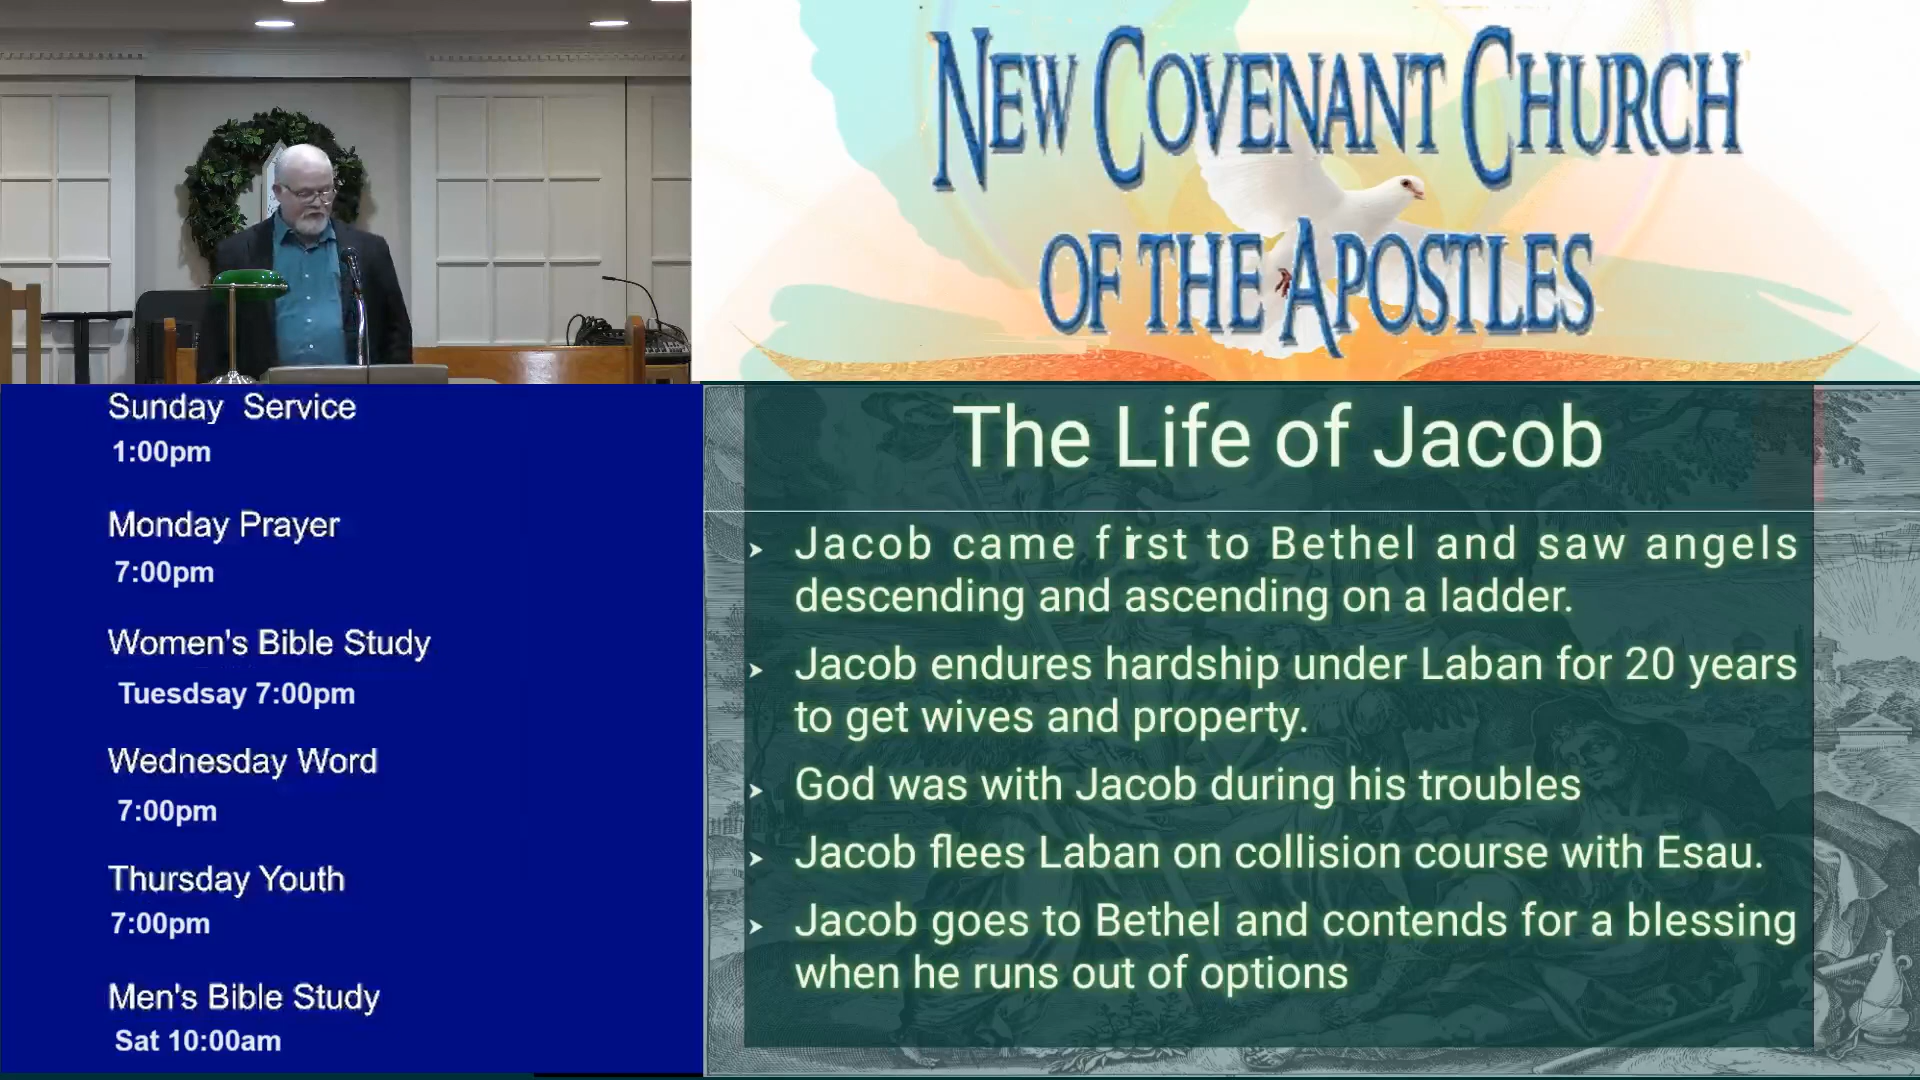 NEW COVENANT CHURCH
OF THE APOSTLES
Sunday Service
1:00pm
Monday Prayer
7:00pm
Women's Bible Study
Tuesdsay 7:00pm
Wednesday Word
7:00pm
Thursday Youth
7:00pm
Men's Bible Study
Sat 10:00am
The Life of Jacob
Jacob came first to Bethel and saw angels
descending and ascending on a ladder.
Jacob endures hardship under Laban for 20 years
to get wives and property.
God was with Jacob during his troubles
Jacob flees Laban on collision course with Esau.
Jacob goes to Bethel and contends for a blessing
when he runs out of options